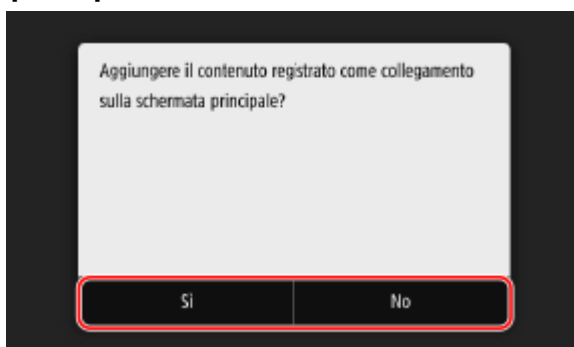 Aggiungere il contenuto registrato come collegamento
sulla schermata principale?
Sì No